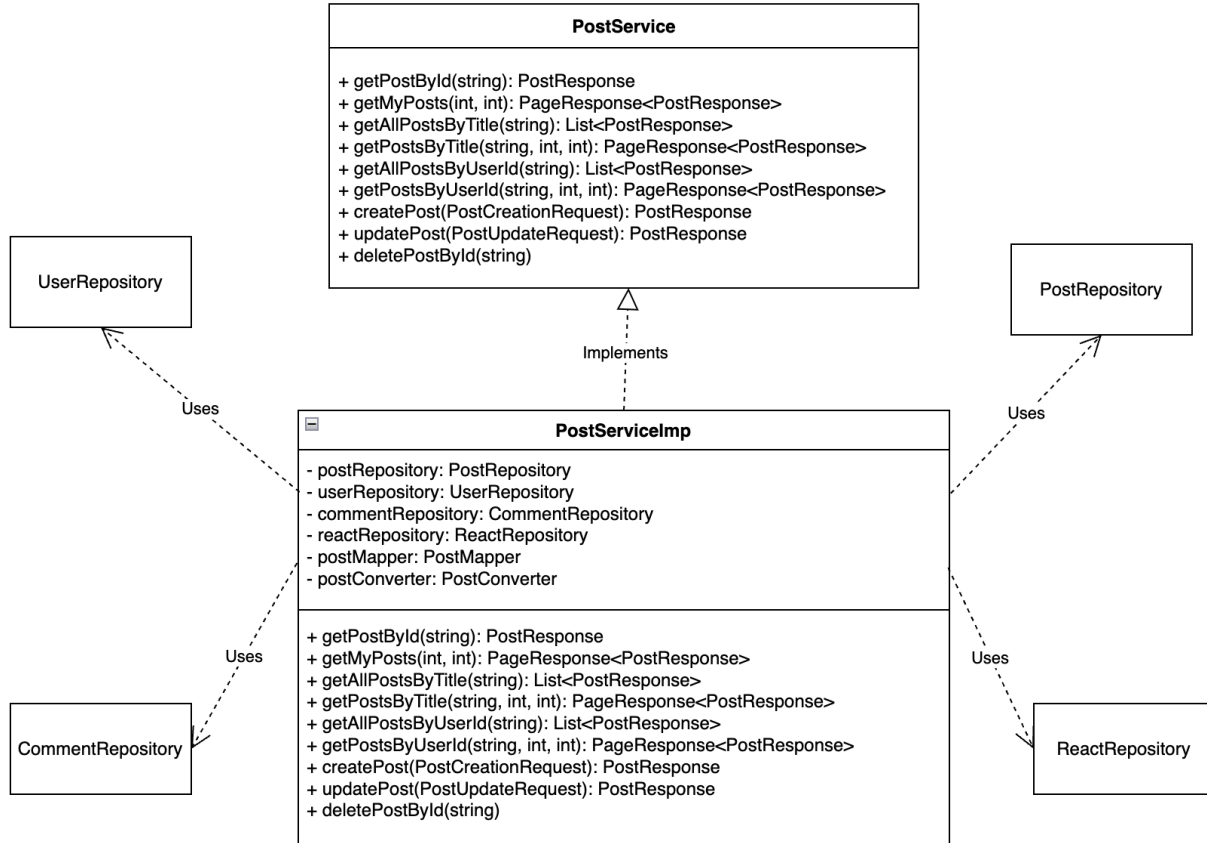 PostService
+ getPostById(string): PostResponse
+ getMyPosts(int, int): PageResponse<PostResponse>
+ getAllPostsByTitle(string): List<PostResponse>
+ getPostsByTitle(string, int, int): PageResponse<PostResponse>
+ getAllPostsByUserId(string): List<PostResponse>
+ getPostsByUserId(string, int, int): PageResponse<PostResponse>
+ createPost(PostCreationRequest): PostResponse
+ updatePost(PostUpdateRequest): PostResponse
+ deletePostById(string)
UserRepository
PostRepository
Implements
Uses
Uses
PostServiceImp
- postRepository: PostRepository
- userRepository: UserRepository
- commentRepository: CommentRepository
- reactRepository: ReactRepository
- postMapper: PostMapper
- postConverter: PostConverter
+ getPostById(string): PostResponse
+ getMyPosts(int, int): PageResponse<PostResponse>
+ getAllPostsByTitle(string): List<PostResponse>
+ getPostsByTitle(string, int, int): PageResponse<PostResponse>
+ getAllPostsByUserId(string): List<PostResponse>
+ getPostsByUserId(string, int, int): PageResponse<PostResponse>
+ createPost(PostCreationRequest): PostResponse
+ updatePost(PostUpdateRequest): PostResponse
+ deletePostById(string)
Uses
Uses
CommentRepository
ReactRepository